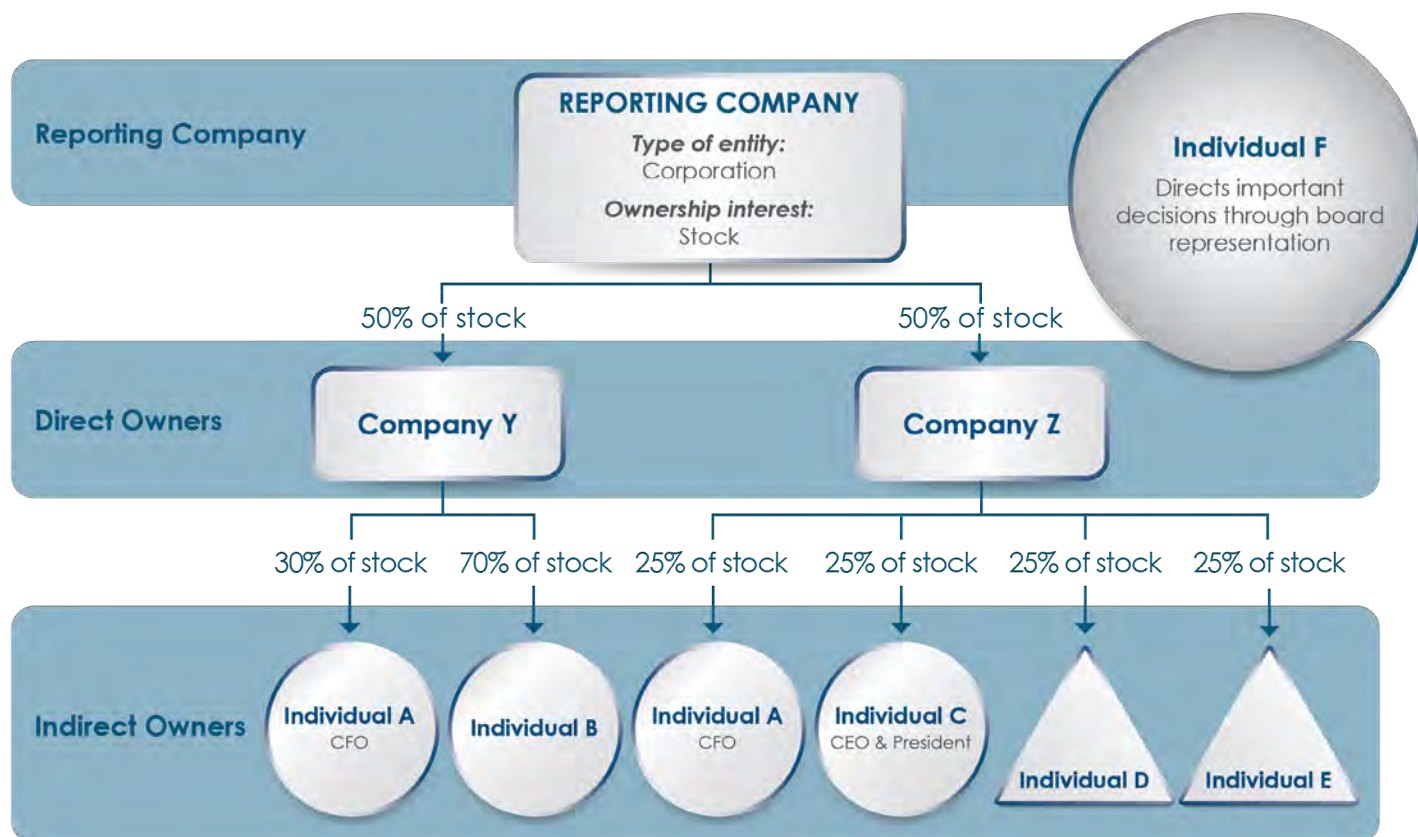 Reporting Company
REPORTING COMPANY
Type of entity:
Corporation
Ownership interest:
Stock
Individual F
Directs important
decisions through board
representation
50% of stock
50% of stock
Direct Owners
Company Y
Company Z
30% of stock
70% of stock
25% of stock
25% of stock
25% of stock
25% of stock
Indirect Owners
Individual A
CFO
Individual B
Individual A
CFO
Individual C
CEO & President
Individual D
Individual E